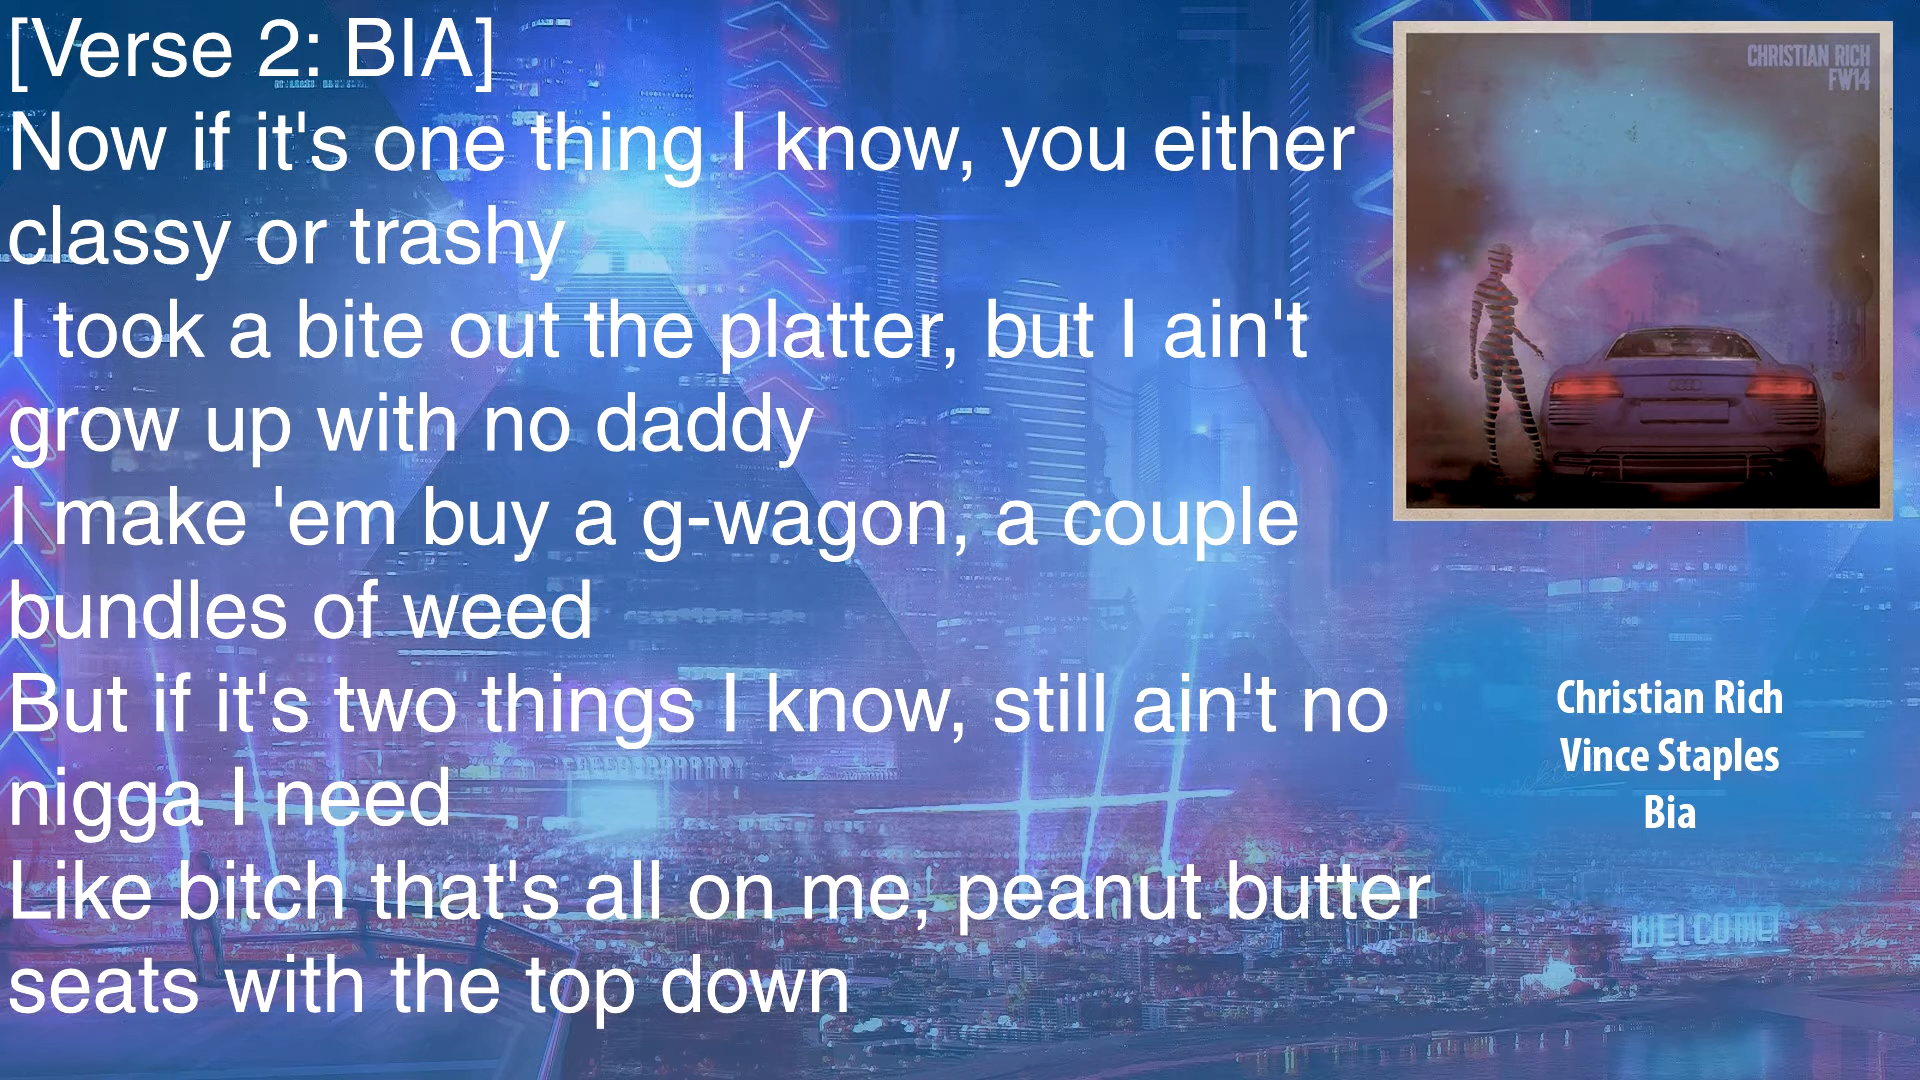 [Verse 2: BIA]
Now if it's one thing I know, you either
classy or trashy
I took a bite out the platter, but I ain't
grow up with no daddy
I make 'em buy a g-wagon, a couple
bundles of weed
But if it's two things I know, still ain't no
nigga I need
Like bitch that's all on me, peanut butter
seats with the top down
CHRISTIAN RICH
FW14
Christian Rich
Vince Staples
Bia
WELCOME!